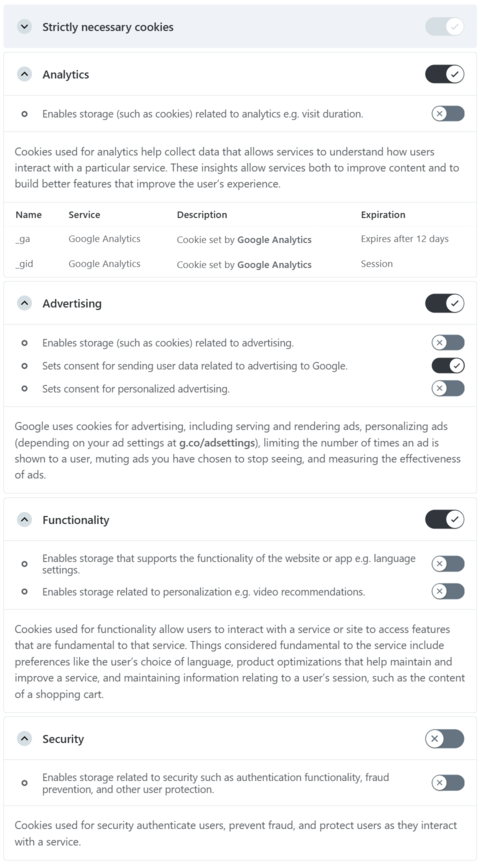 Strictly necessary cookies
Analytics
Enables storage (such as cookies) related to analytics e.g. visit duration.
Cookies used for analytics help collect data that allows services to understand how users
interact with a particular service. These insights allow services both to improve content and to
build better features that improve the user's experience.
Name Service Description Expiration
_ga Google Analytics Cookie set by Google Analytics Expires after 12 days
_gid Google Analytics Cookie set by Google Analytics Session
Advertising
Enables storage (such as cookies) related to advertising.
Sets consent for sending user data related to advertising to Google.
Sets consent for personalized advertising.
Google uses cookies for advertising, including serving and rendering ads, personalizing ads
(depending on your ad settings at g.co/adsettings), limiting the number of times an ad is
shown to a user, muting ads you have chosen to stop seeing, and measuring the effectiveness
of ads.
Functionality
Enables storage that supports the functionality of the website or app e.g. language
settings.
Enables storage related to personalization e.g. video recommendations.
Cookies used for functionality allow users to interact with a service or site to access features
that are fundamental to that service. Things considered fundamental to the service include
preferences like the user's choice of language, product optimizations that help maintain and
improve a service, and maintaining information relating to a user's session, such as the content
of a shopping cart.
Security
Enables storage related to security such as authentication functionality, fraud
prevention, and other user protection.
Cookies used for security authenticate users, prevent fraud, and protect users as they interact
with a service.